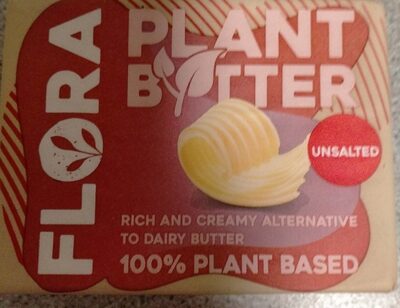 FLORA
PLANT
BUTTER
UNSALTED
RICH AND CREAMY ALTERNATIVE
TO DAIRY BUTTER
100% PLANT BASED